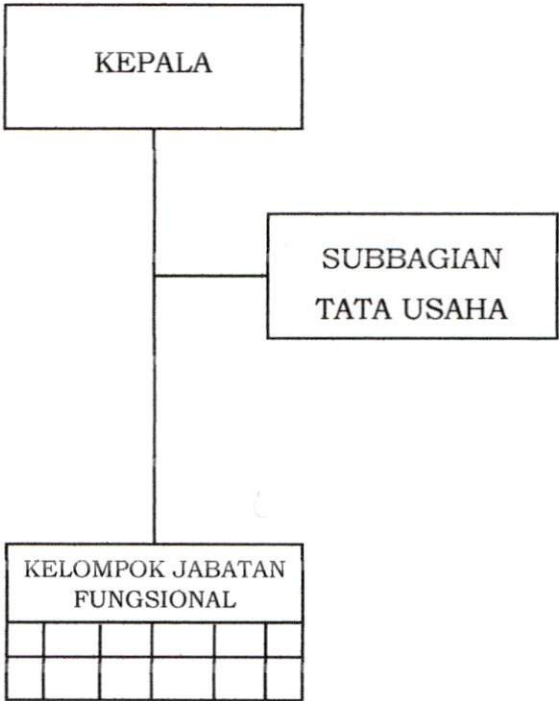 KEPALA
SUBBAGIAN
TATA USAHA
KELOMPOK JABATAN
FUNGSIONAL